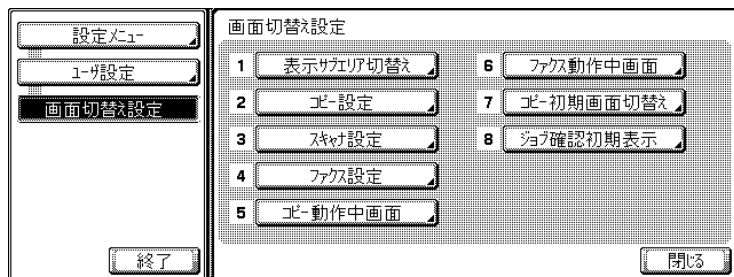 設定メニュー
ユーザ設定
画面切替え設定
終了
画面切替え設定
1 表示サブエリア切替え
2 コピー設定
3 スキャナ設定
4 ファクス設定
5 コピー動作中画面
6 ファクス動作中画面
7 コピー初期画面切替え
8 ジョブ確認初期表示
閉じる